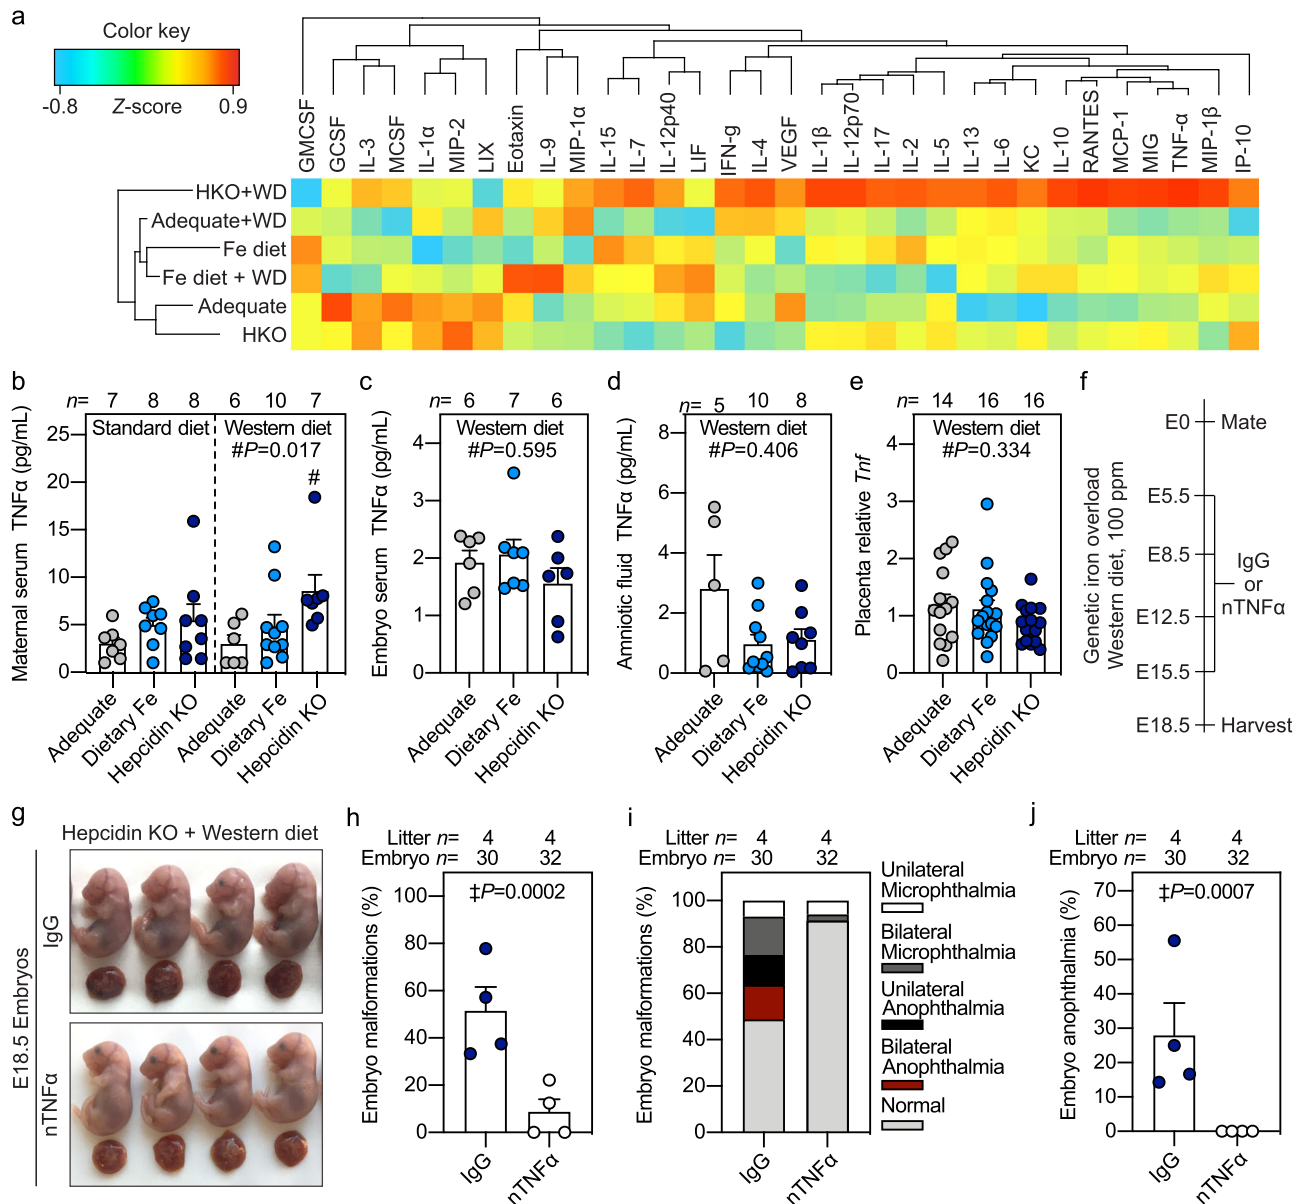 a
Color key
-0.8 Z-score 0.9
GMCSF
GCSF
IL-3
MCSF
IL-1α
MIP-2
LIX
Eotaxin
IL-9
MIP-1α
IL-15
IL-7
IL-12p40
LIF
IFN-g
IL-4
VEGF
IL-1β
IL-12p70
IL-17
IL-2
IL-5
IL-13
IL-6
KC
IL-10
RANTES
MCP-1
MIG
TNF-α
MIP-1β
IP-10
HKO+WD
Adequate+WD
Fe diet
Fe diet + WD
Adequate
HKO
b
n= 7 8 8 6 10 7
Standard diet
Western diet
#P=0.017
#
Maternal serum TNFα (pg/mL)
25
20
15
10
5
0
Adequate
Dietary Fe
Hepcidin KO
Adequate
Dietary Fe
Hepcidin KO
c
n= 6 7 6
Western diet
#P=0.595
Embryo serum TNFα (pg/mL)
4
3
2
1
0
Adequate
Dietary Fe
Hepcidin KO
d
n= 5 10 8
Western diet
#P=0.406
Amniotic fluid TNFα (pg/mL)
8
6
4
2
0
Adequate
Dietary Fe
Hepcidin KO
e
n= 14 16 16
Western diet
#P=0.334
Placenta relative Tnf
4
3
2
1
0
Adequate
Dietary Fe
Hepcidin KO
f
Genetic iron overload
Western diet, 100 ppm
E0 Mate
E5.5
E8.5
IgG
or
nTNFα
E12.5
E15.5
E18.5 Harvest
g
Hepcidin KO + Western diet
E18.5 Embryos
IgG
nTNFα
h
Litter n= 4 4
Embryo n= 30 32
‡P=0.0002
Embryo malformations (%)
100
80
60
40
20
0
IgG
nTNFα
i
Litter n= 4 4
Embryo n= 30 32
Embryo malformations (%)
100
80
60
40
20
0
IgG
nTNFα
Unilateral
Microphthalmia
Bilateral
Microphthalmia
Unilateral
Anophthalmia
Bilateral
Anophthalmia
Normal
j
Litter n= 4 4
Embryo n= 30 32
‡P=0.0007
Embryo anophthalmia (%)
70
60
50
40
30
20
10
0
IgG
nTNFα